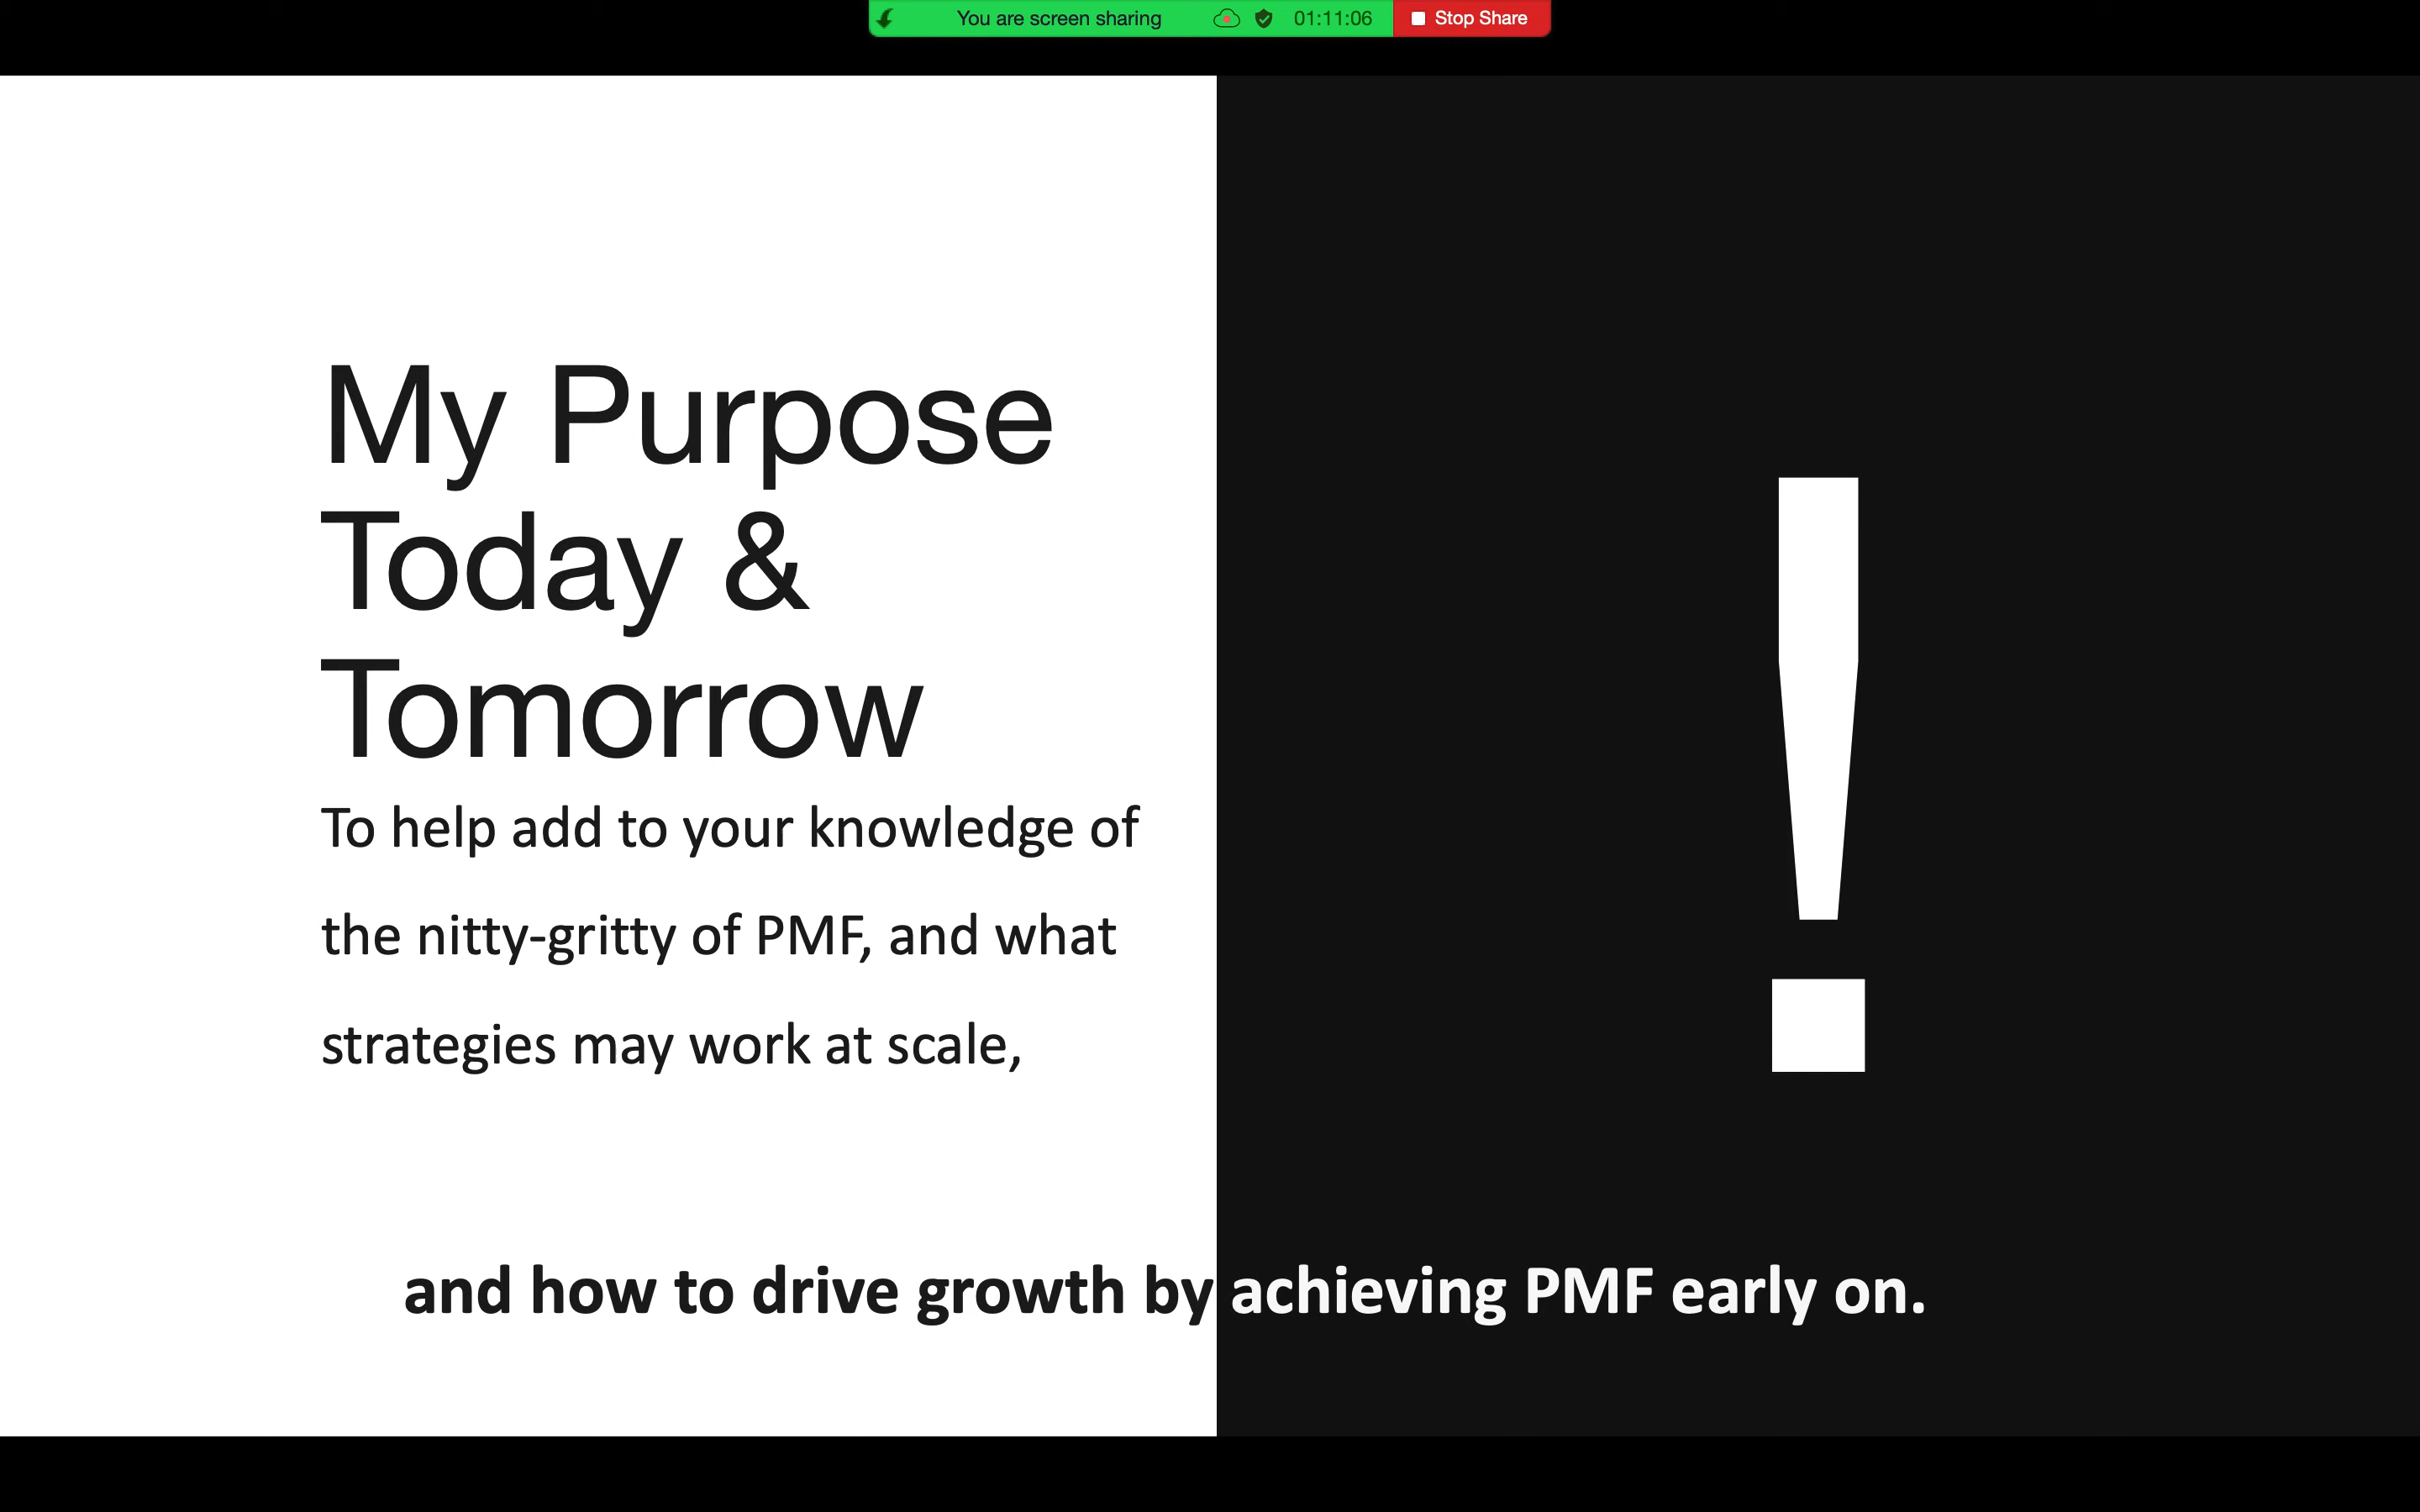 You are screen sharing 01:11:06 Stop Share
My Purpose
Today &
Tomorrow
To help add to your knowledge of
the nitty-gritty of PMF, and what
strategies may work at scale,
!
and how to drive growth by achieving PMF early on.